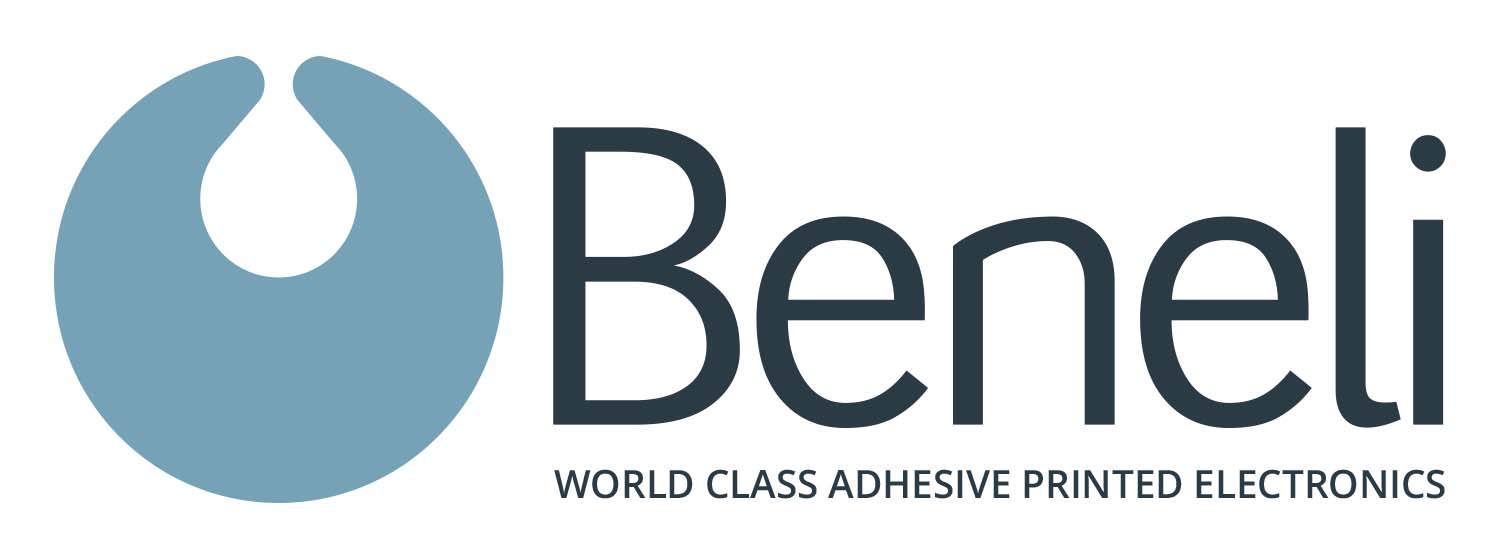 Beneli
WORLD CLASS ADHESIVE PRINTED ELECTRONICS